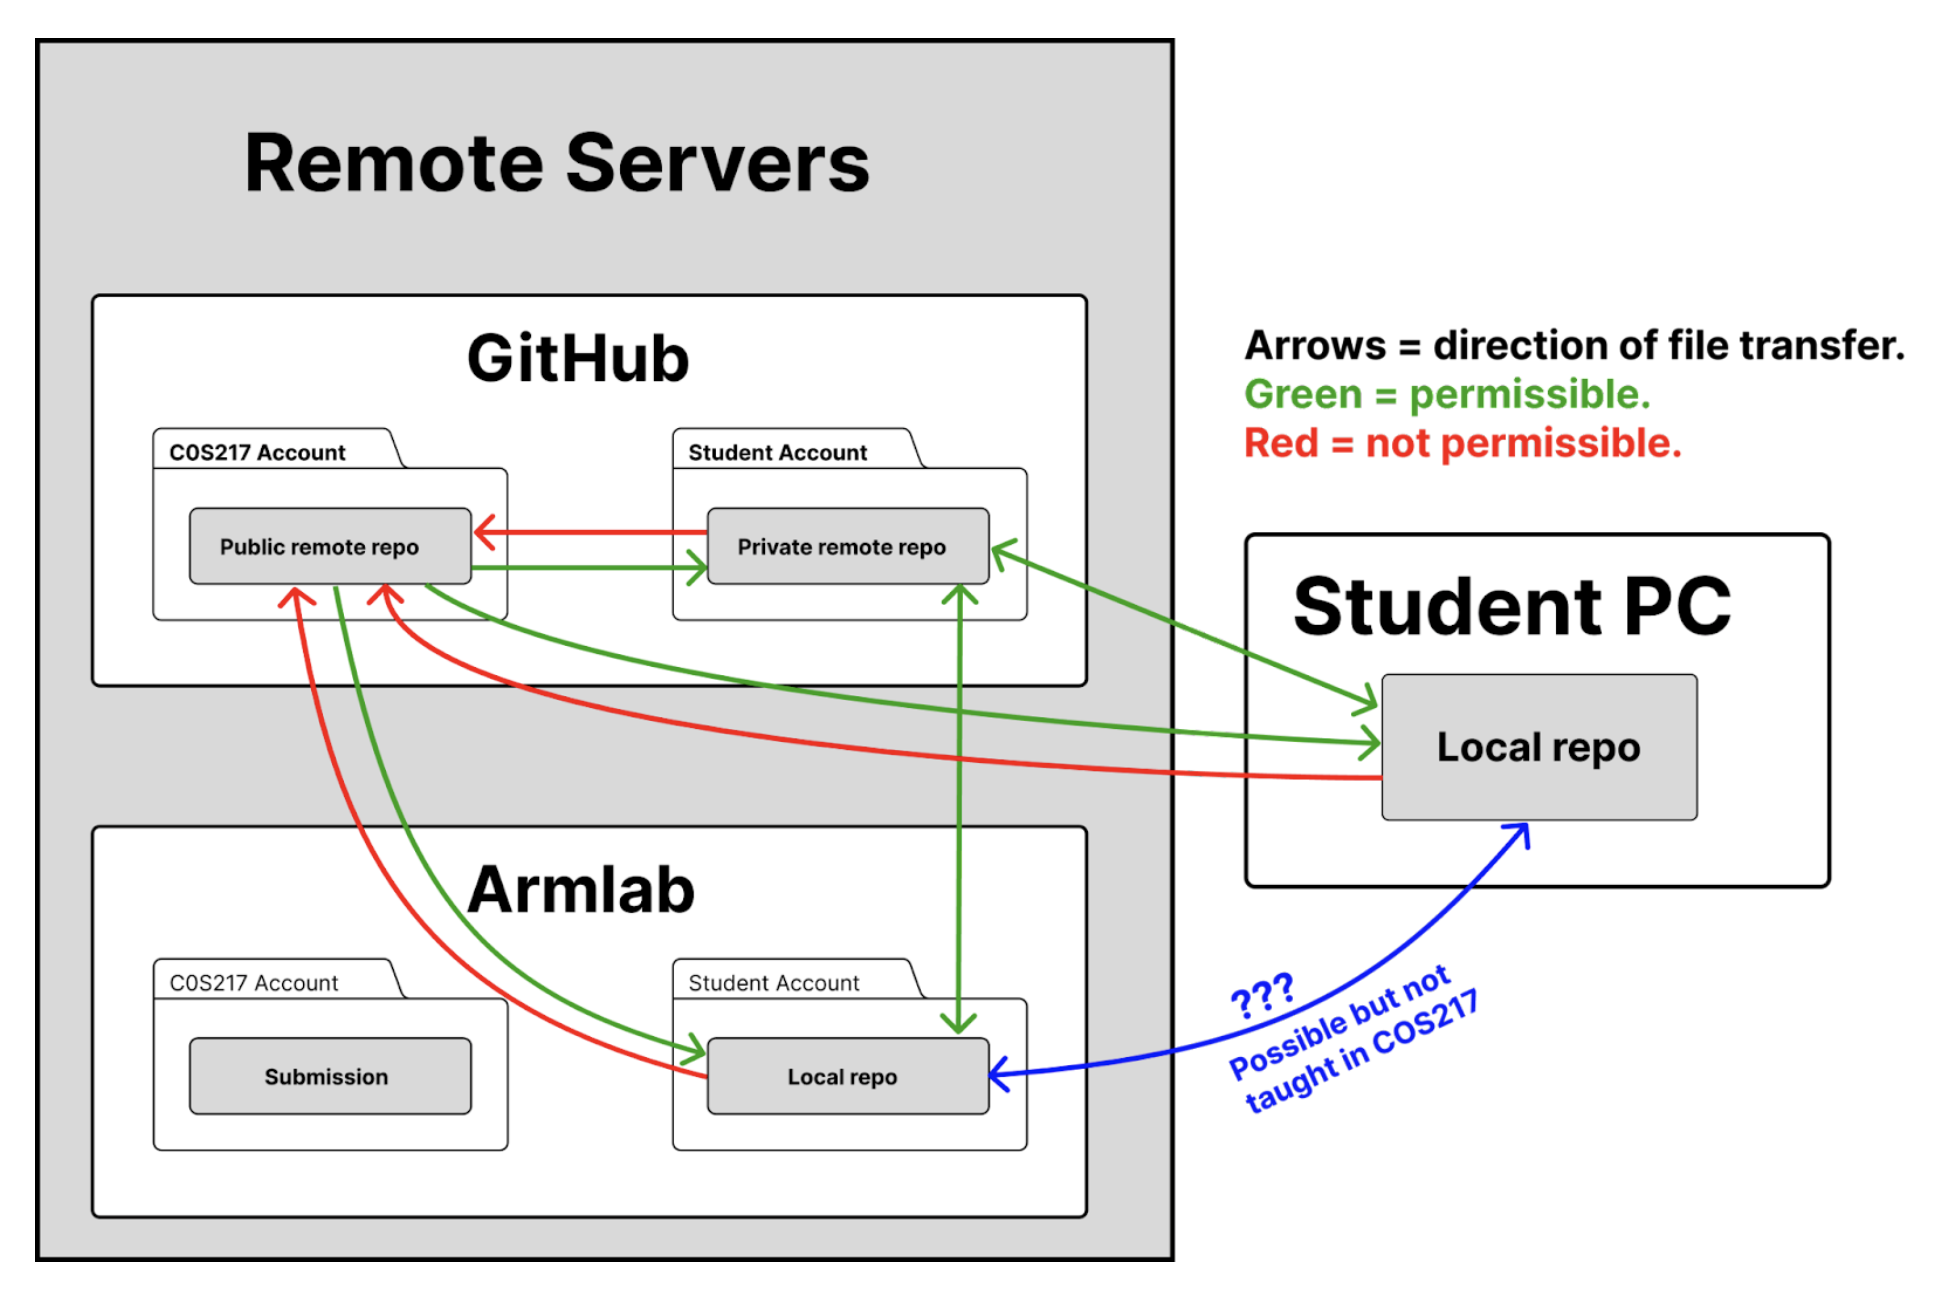 Remote Servers
GitHub
C0S217 Account
Public remote repo
Student Account
Private remote repo
Armlab
C0S217 Account
Submission
Student Account
Local repo
Arrows = direction of file transfer.
Green = permissible.
Red = not permissible.
Student PC
Local repo
???
Possible but not
taught in COS217